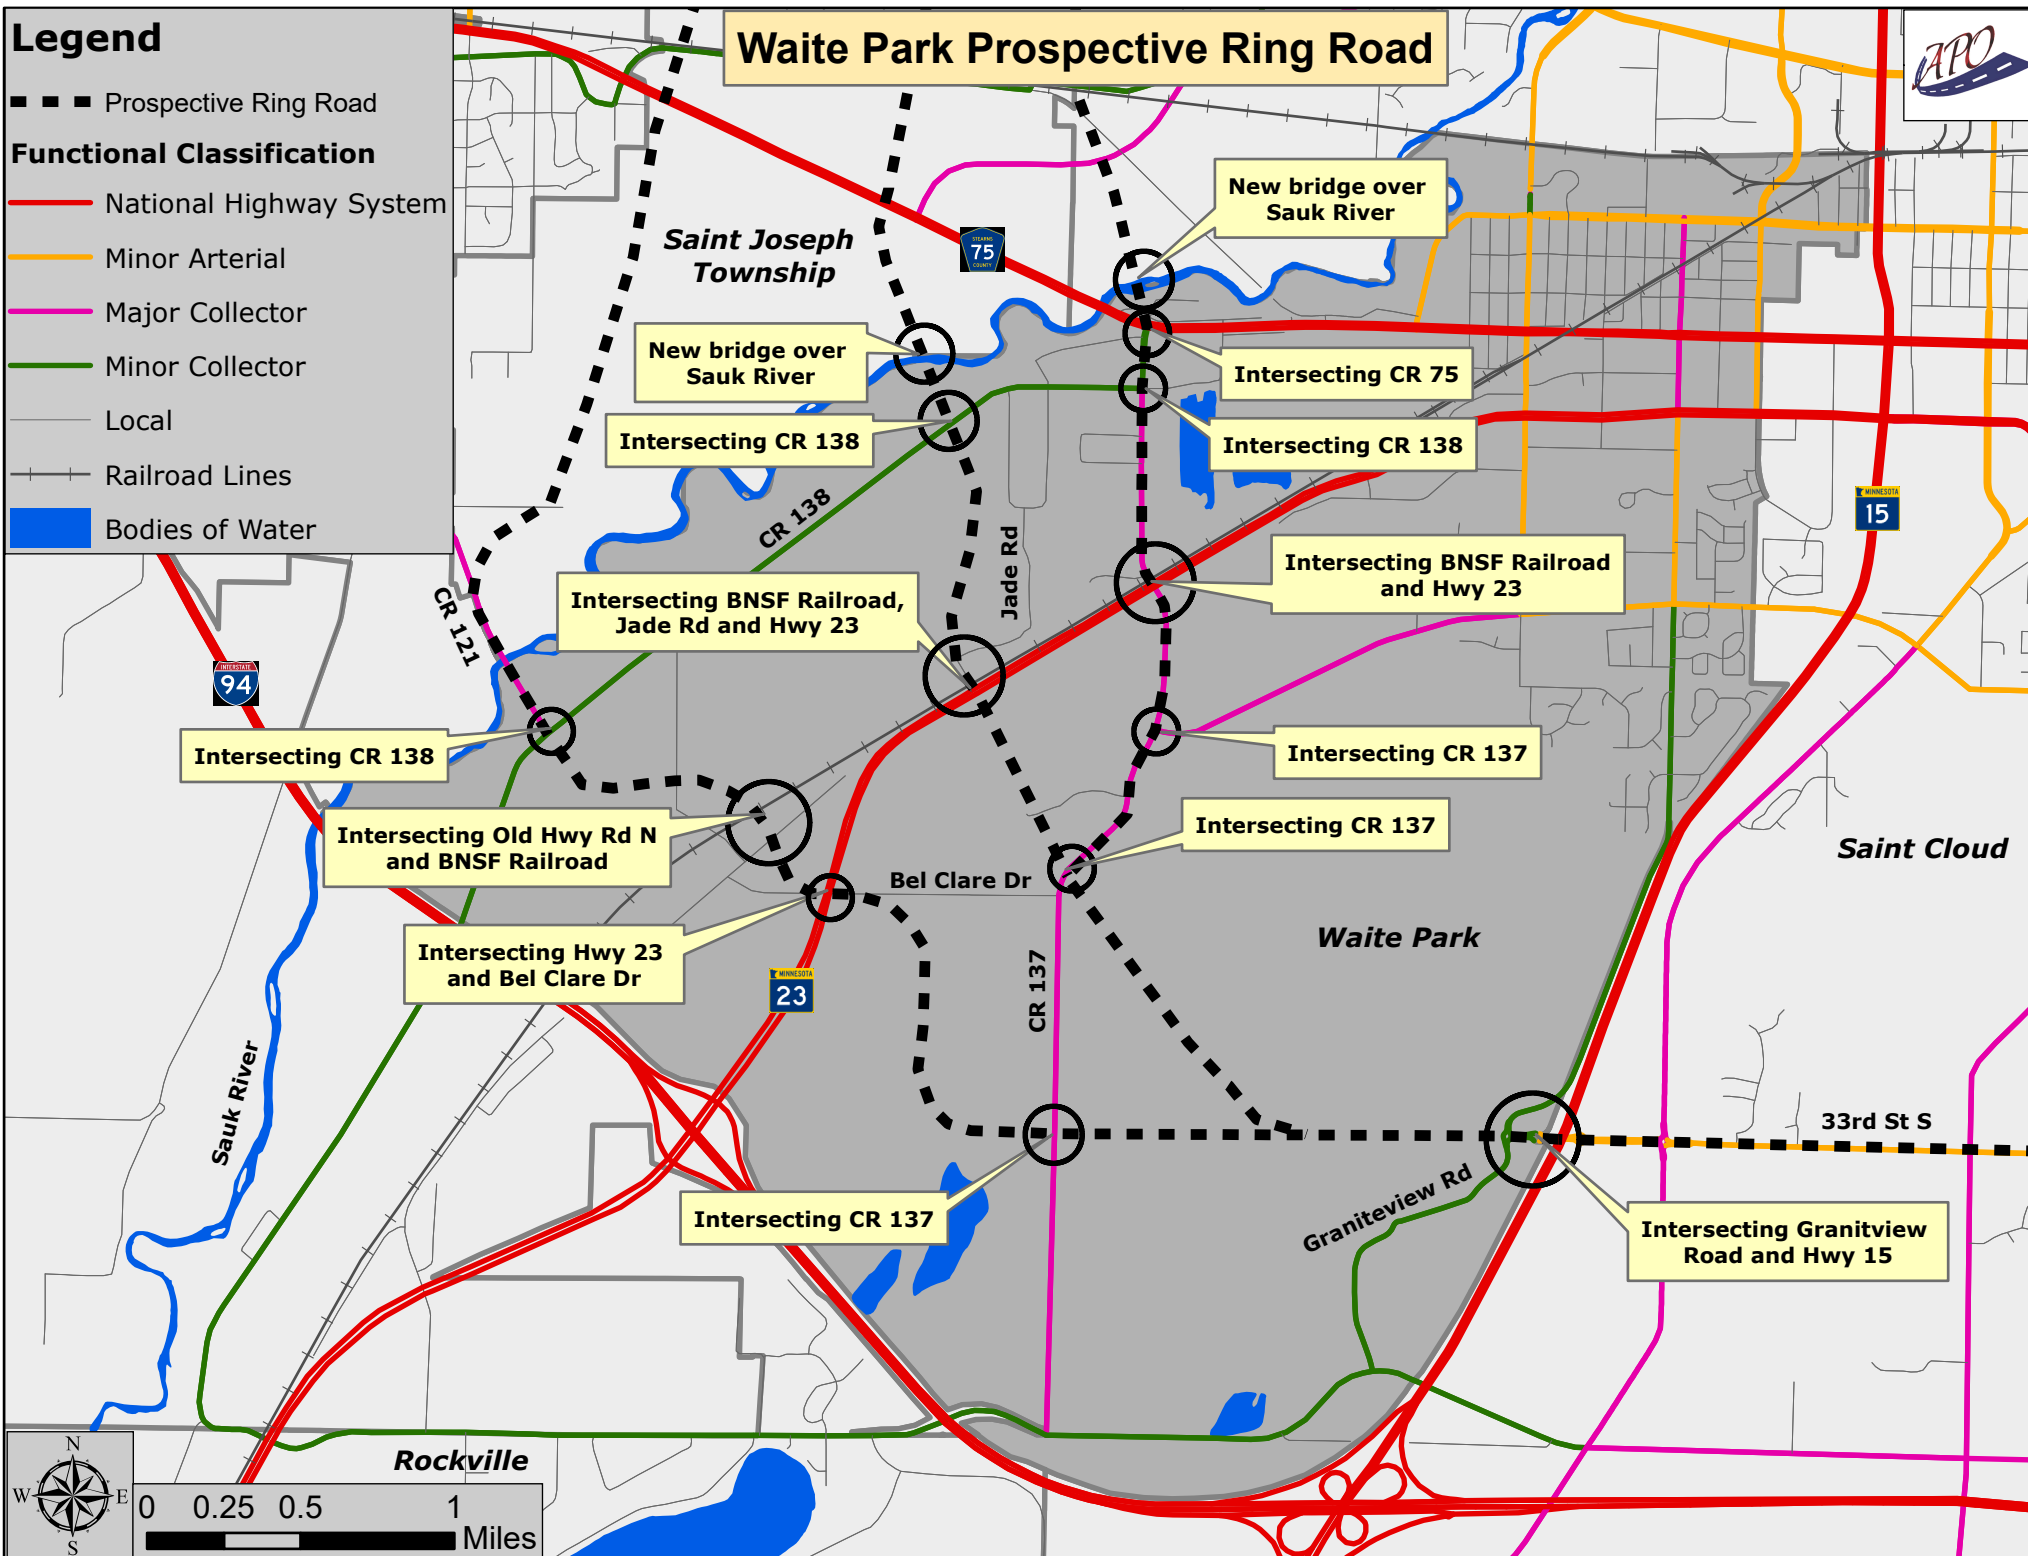 Legend
Prospective Ring Road
Functional Classification
National Highway System
Minor Arterial
Major Collector
Minor Collector
Local
Railroad Lines
Bodies of Water
Waite Park Prospective Ring Road
APO
Saint Joseph
Township
STEARNS
75
COUNTY
New bridge over
Sauk River
New bridge over
Sauk River
Intersecting CR 75
Intersecting CR 138
Intersecting CR 138
CR 138
Jade Rd
MINNESOTA
15
Intersecting BNSF Railroad
and Hwy 23
Intersecting BNSF Railroad,
Jade Rd and Hwy 23
CR 121
INTERSTATE
94
Intersecting CR 138
Intersecting CR 137
Intersecting CR 137
Intersecting Old Hwy Rd N
and BNSF Railroad
Saint Cloud
Bel Clare Dr
Waite Park
Intersecting Hwy 23
and Bel Clare Dr
MINNESOTA
23
CR 137
Sauk River
33rd St S
Graniteview Rd
Intersecting CR 137
Intersecting Granitview
Road and Hwy 15
Rockville
N
W
E
S
0 0.25 0.5 1
Miles